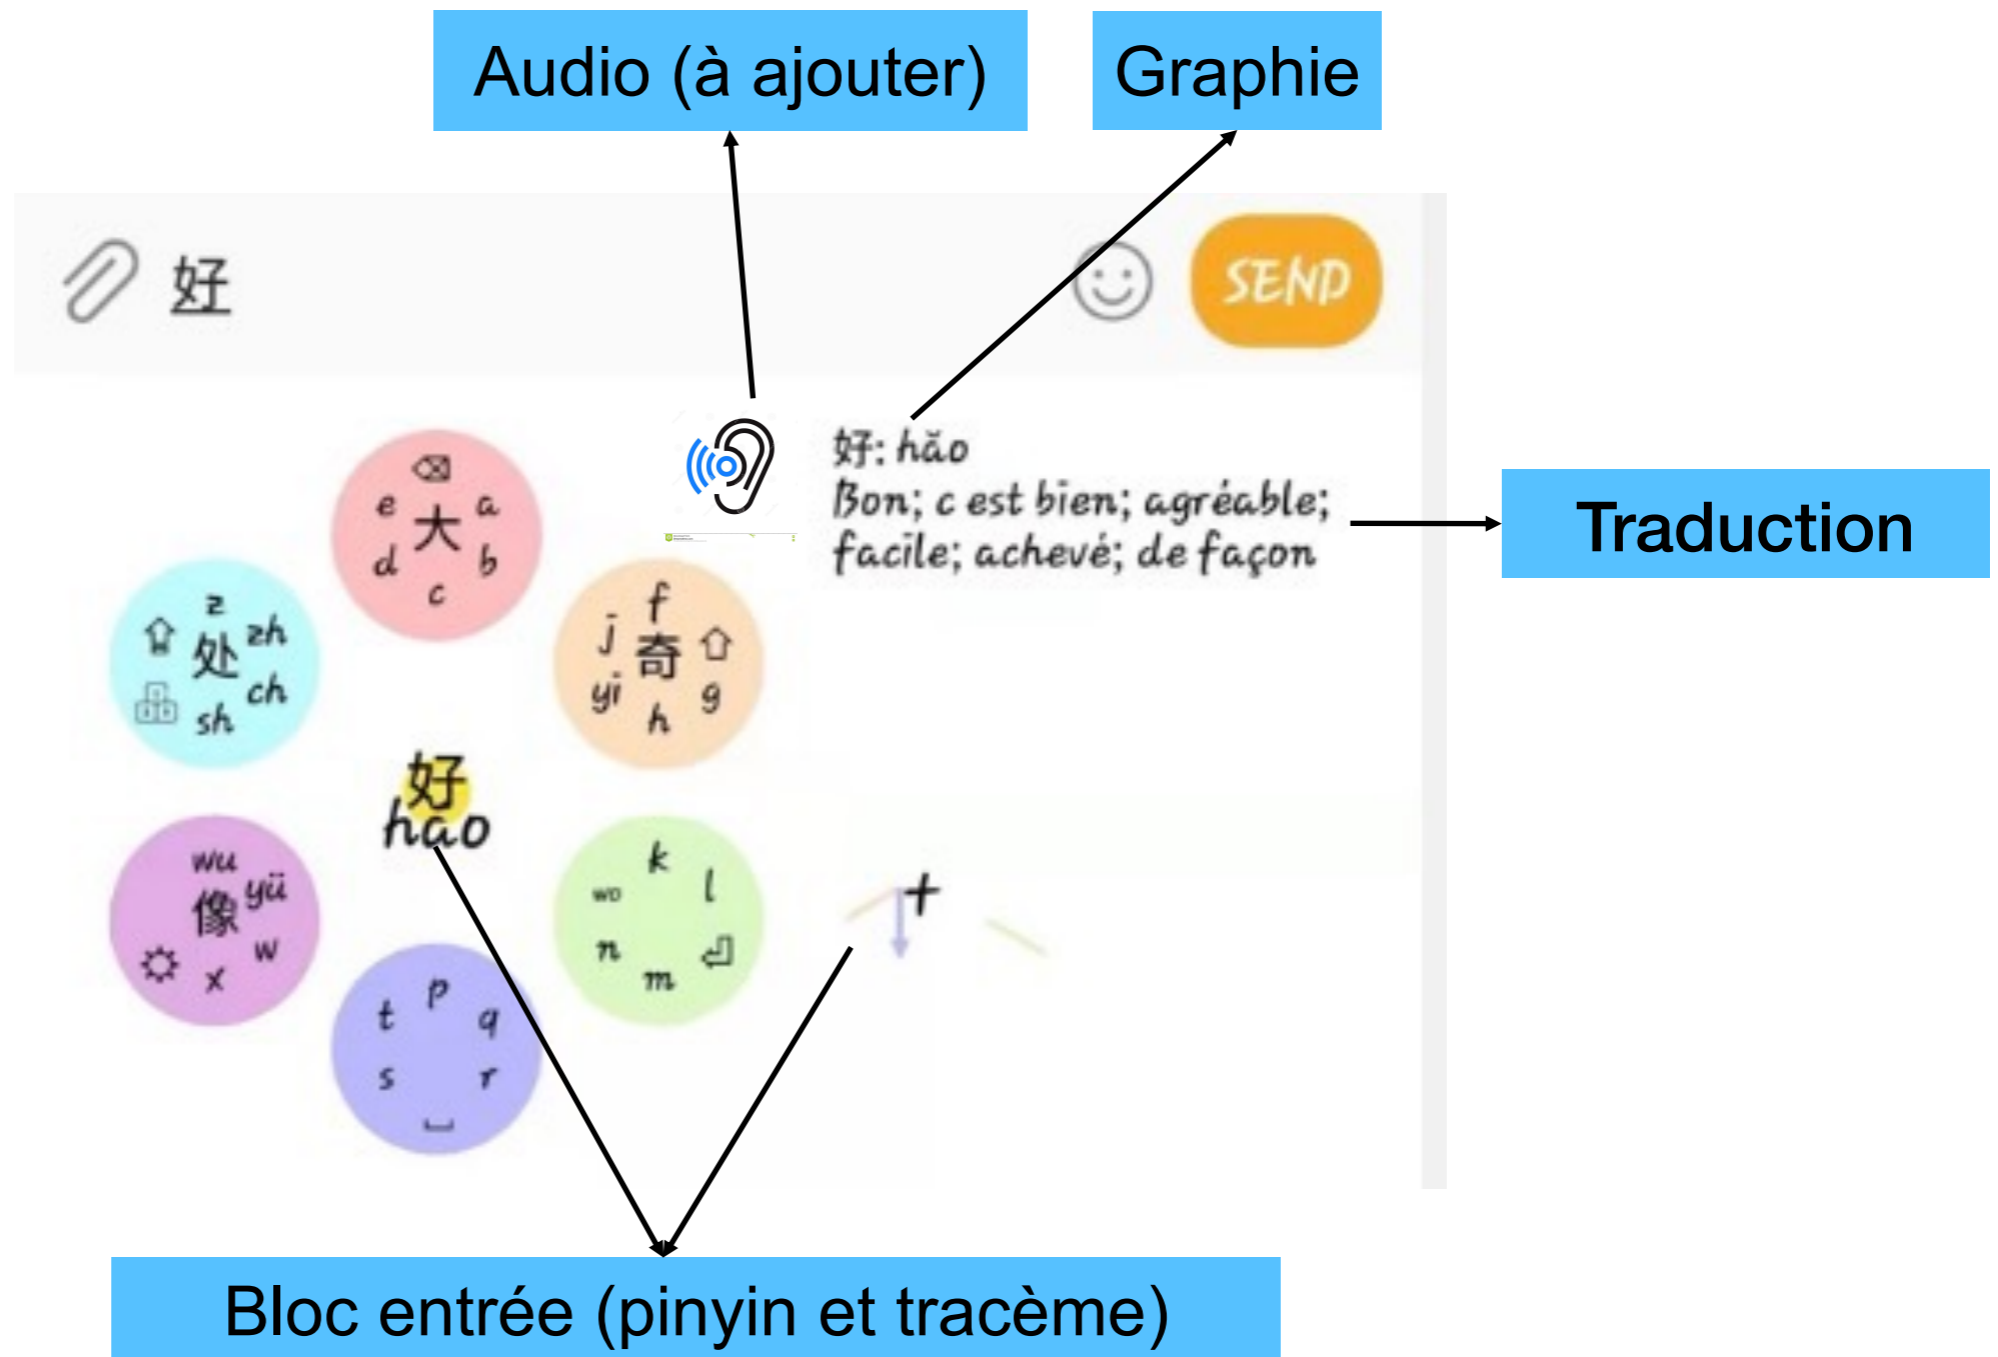 Audio (à ajouter)
Graphie
好
SEND
好: hăo
Bon; c est bien; agréable;
facile; achevé; de façon
Traduction
e 大 a
d b
c
z
处 zh
ch
sh
f
j 奇
yi g
h
好
hao
wu
像 yü
w
x
k
wo l
n
m
p
t q
s r
Bloc entrée (pinyin et tracème)